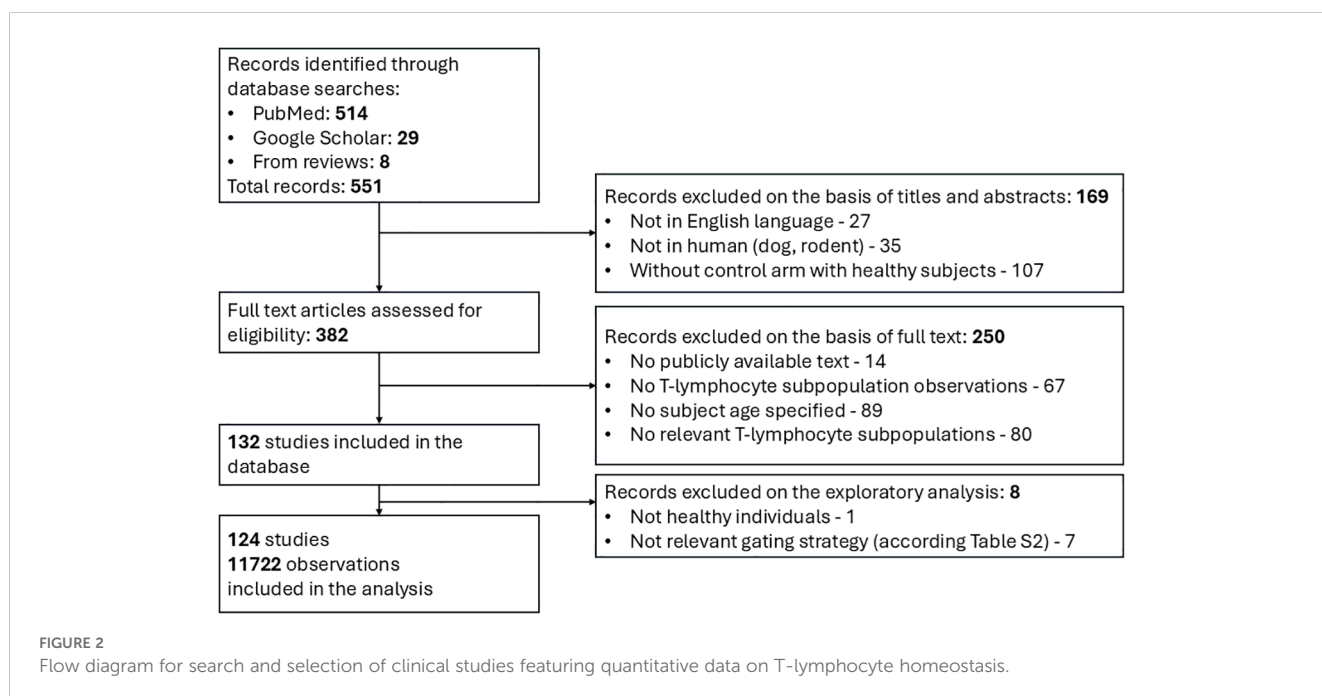 Records identified through
database searches:
• PubMed: 514
• Google Scholar: 29
• From reviews: 8
Total records: 551
Records excluded on the basis of titles and abstracts: 169
• Not in English language - 27
• Not in human (dog, rodent) - 35
• Without control arm with healthy subjects - 107
Full text articles assessed for
eligibility: 382
Records excluded on the basis of full text: 250
• No publicly available text - 14
• No T-lymphocyte subpopulation observations - 67
• No subject age specified - 89
• No relevant T-lymphocyte subpopulations - 80
132 studies included in the
database
Records excluded on the exploratory analysis: 8
• Not healthy individuals - 1
• Not relevant gating strategy (according Table S2) - 7
124 studies
11722 observations
included in the analysis
FIGURE 2
Flow diagram for search and selection of clinical studies featuring quantitative data on T-lymphocyte homeostasis.